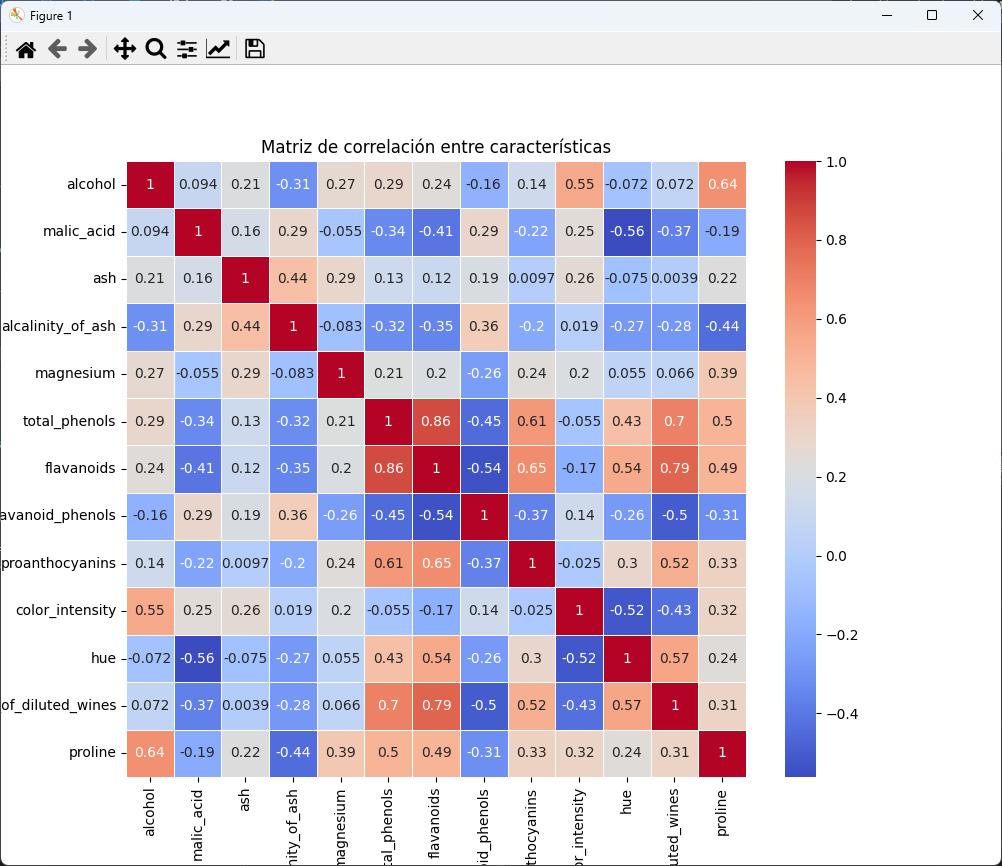 Figure 1
Matriz de correlación entre características
alcohol 1 0.094 0.21 -0.31 0.27 0.29 0.24 -0.16 0.14 0.55 -0.072 0.072 0.64
malic_acid 0.094 1 0.16 0.29 -0.055 -0.34 -0.41 0.29 -0.22 0.25 -0.56 -0.37 -0.19
ash 0.21 0.16 1 0.44 0.29 0.13 0.12 0.19 0.0097 0.26 -0.075 0.0039 0.22
alcalinity_of_ash -0.31 0.29 0.44 1 -0.083 -0.32 -0.35 0.36 -0.2 0.019 -0.27 -0.28 -0.44
magnesium 0.27 -0.055 0.29 -0.083 1 0.21 0.2 -0.26 0.24 0.2 0.055 0.066 0.39
total_phenols 0.29 -0.34 0.13 -0.32 0.21 1 0.86 -0.45 0.61 -0.055 0.43 0.7 0.5
flavanoids 0.24 -0.41 0.12 -0.35 0.2 0.86 1 -0.54 0.65 -0.17 0.54 0.79 0.49
avanoid_phenols -0.16 0.29 0.19 0.36 -0.26 -0.45 -0.54 1 -0.37 0.14 -0.26 -0.5 -0.31
proanthocyanins 0.14 -0.22 0.0097 -0.2 0.24 0.61 0.65 -0.37 1 -0.025 0.3 0.52 0.33
color_intensity 0.55 0.25 0.26 0.019 0.2 -0.055 -0.17 0.14 -0.025 1 -0.52 -0.43 0.32
hue -0.072 -0.56 -0.075 -0.27 0.055 0.43 0.54 -0.26 0.3 -0.52 1 0.57 0.24
of_diluted_wines 0.072 -0.37 0.0039 -0.28 0.066 0.7 0.79 -0.5 0.52 -0.43 0.57 1 0.31
proline 0.64 -0.19 0.22 -0.44 0.39 0.5 0.49 -0.31 0.33 0.32 0.24 0.31 1
alcohol
malic_acid
ash
nity_of_ash
magnesium
tal_phenols
flavanoids
id_phenols
thocyanins
or_intensity
hue
uted_wines
proline
1.0
0.8
0.6
0.4
0.2
0.0
−0.2
−0.4